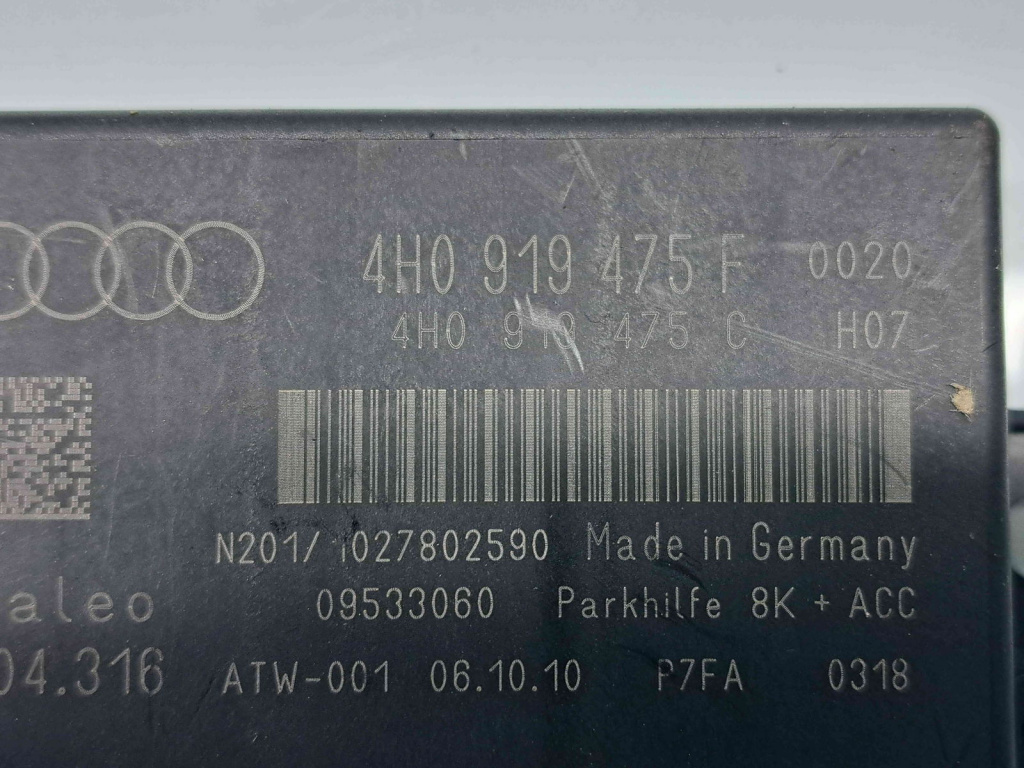 4H0 919 475 F 0020
4H0 919 475 C H07
N201/ 1027802590 Made in Germany
aleo 09533060 Parkhilfe 8K + ACC
04.316 ATW-001 06.10.10 P7FA 0318